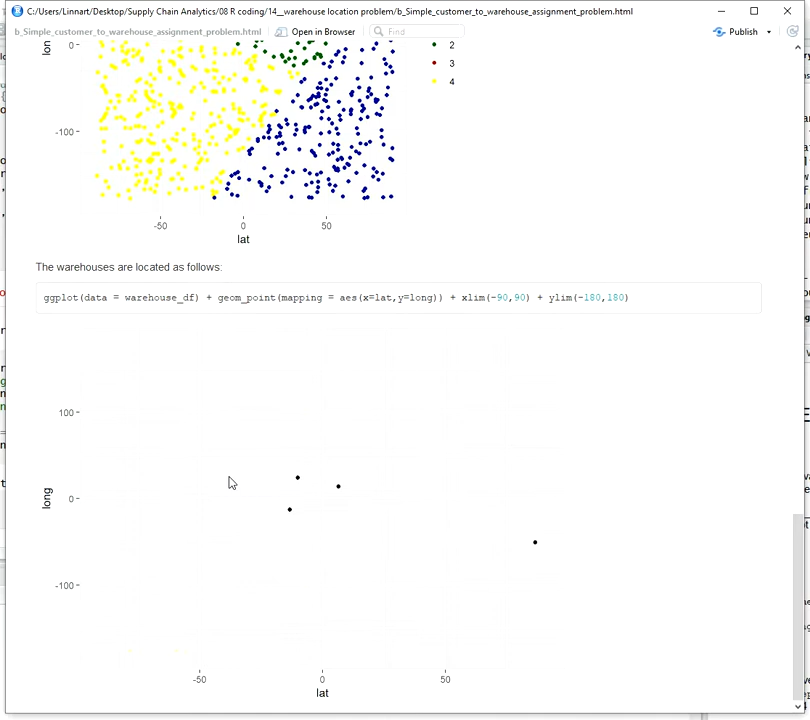 C:/Users/Linnart/Desktop/Supply Chain Analytics/08 R coding/14__warehouse location problem/b_Simple_customer_to_warehouse_assignment_problem.html
b_Simple_customer_to_warehouse_assignment_problem.html Open in Browser Find Publish
lon
0
-100
-50 0 50
lat
2
3
4
The warehouses are located as follows:
ggplot(data = warehouse_df) + geom_point(mapping = aes(x=lat,y=long)) + xlim(-90,90) + ylim(-180,180)
100
long
0
-100
-50 0 50
lat